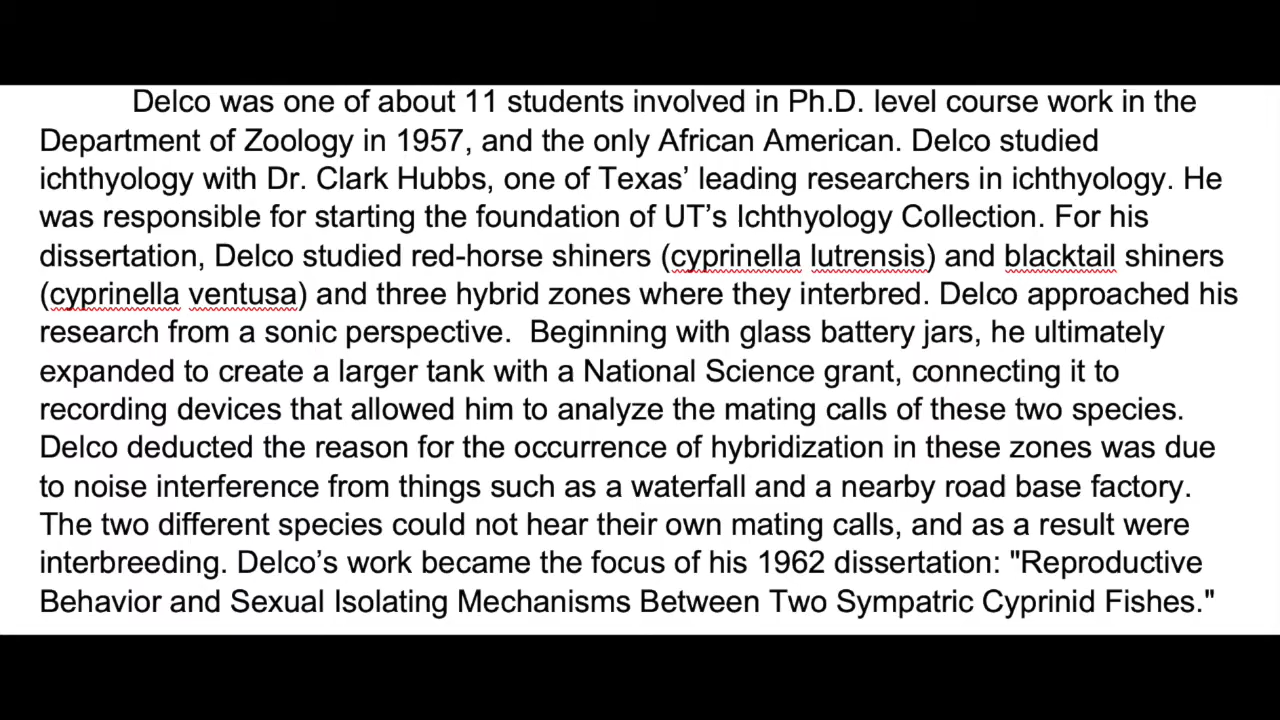 Delco was one of about 11 students involved in Ph.D. level course work in the
Department of Zoology in 1957, and the only African American. Delco studied
ichthyology with Dr. Clark Hubbs, one of Texas’ leading researchers in ichthyology. He
was responsible for starting the foundation of UT’s Ichthyology Collection. For his
dissertation, Delco studied red-horse shiners (cyprinella lutrensis) and blacktail shiners
(cyprinella ventusa) and three hybrid zones where they interbred. Delco approached his
research from a sonic perspective.  Beginning with glass battery jars, he ultimately
expanded to create a larger tank with a National Science grant, connecting it to
recording devices that allowed him to analyze the mating calls of these two species.
Delco deducted the reason for the occurrence of hybridization in these zones was due
to noise interference from things such as a waterfall and a nearby road base factory.
The two different species could not hear their own mating calls, and as a result were
interbreeding. Delco’s work became the focus of his 1962 dissertation: "Reproductive
Behavior and Sexual Isolating Mechanisms Between Two Sympatric Cyprinid Fishes."